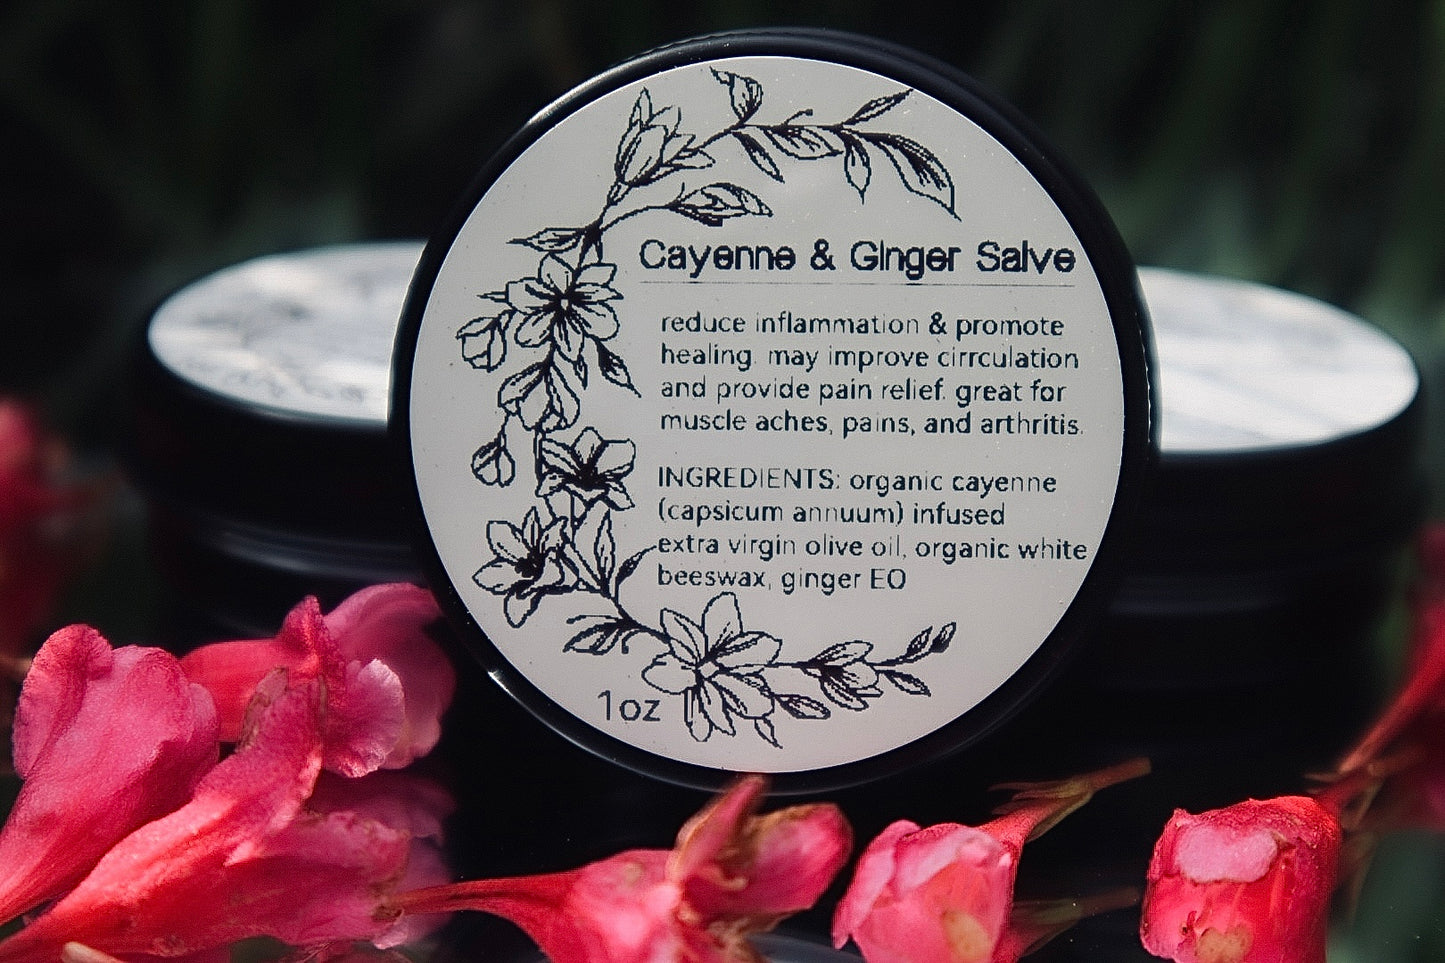 Cayenne & Ginger Salve
reduce inflammation & promote
healing. may improve cirrculation
and provide pain relief. great for
muscle aches, pains, and arthritis.
INGREDIENTS: organic cayenne
(capsicum annuum) infused
extra virgin olive oil, organic white
beeswax, ginger EO
1oz